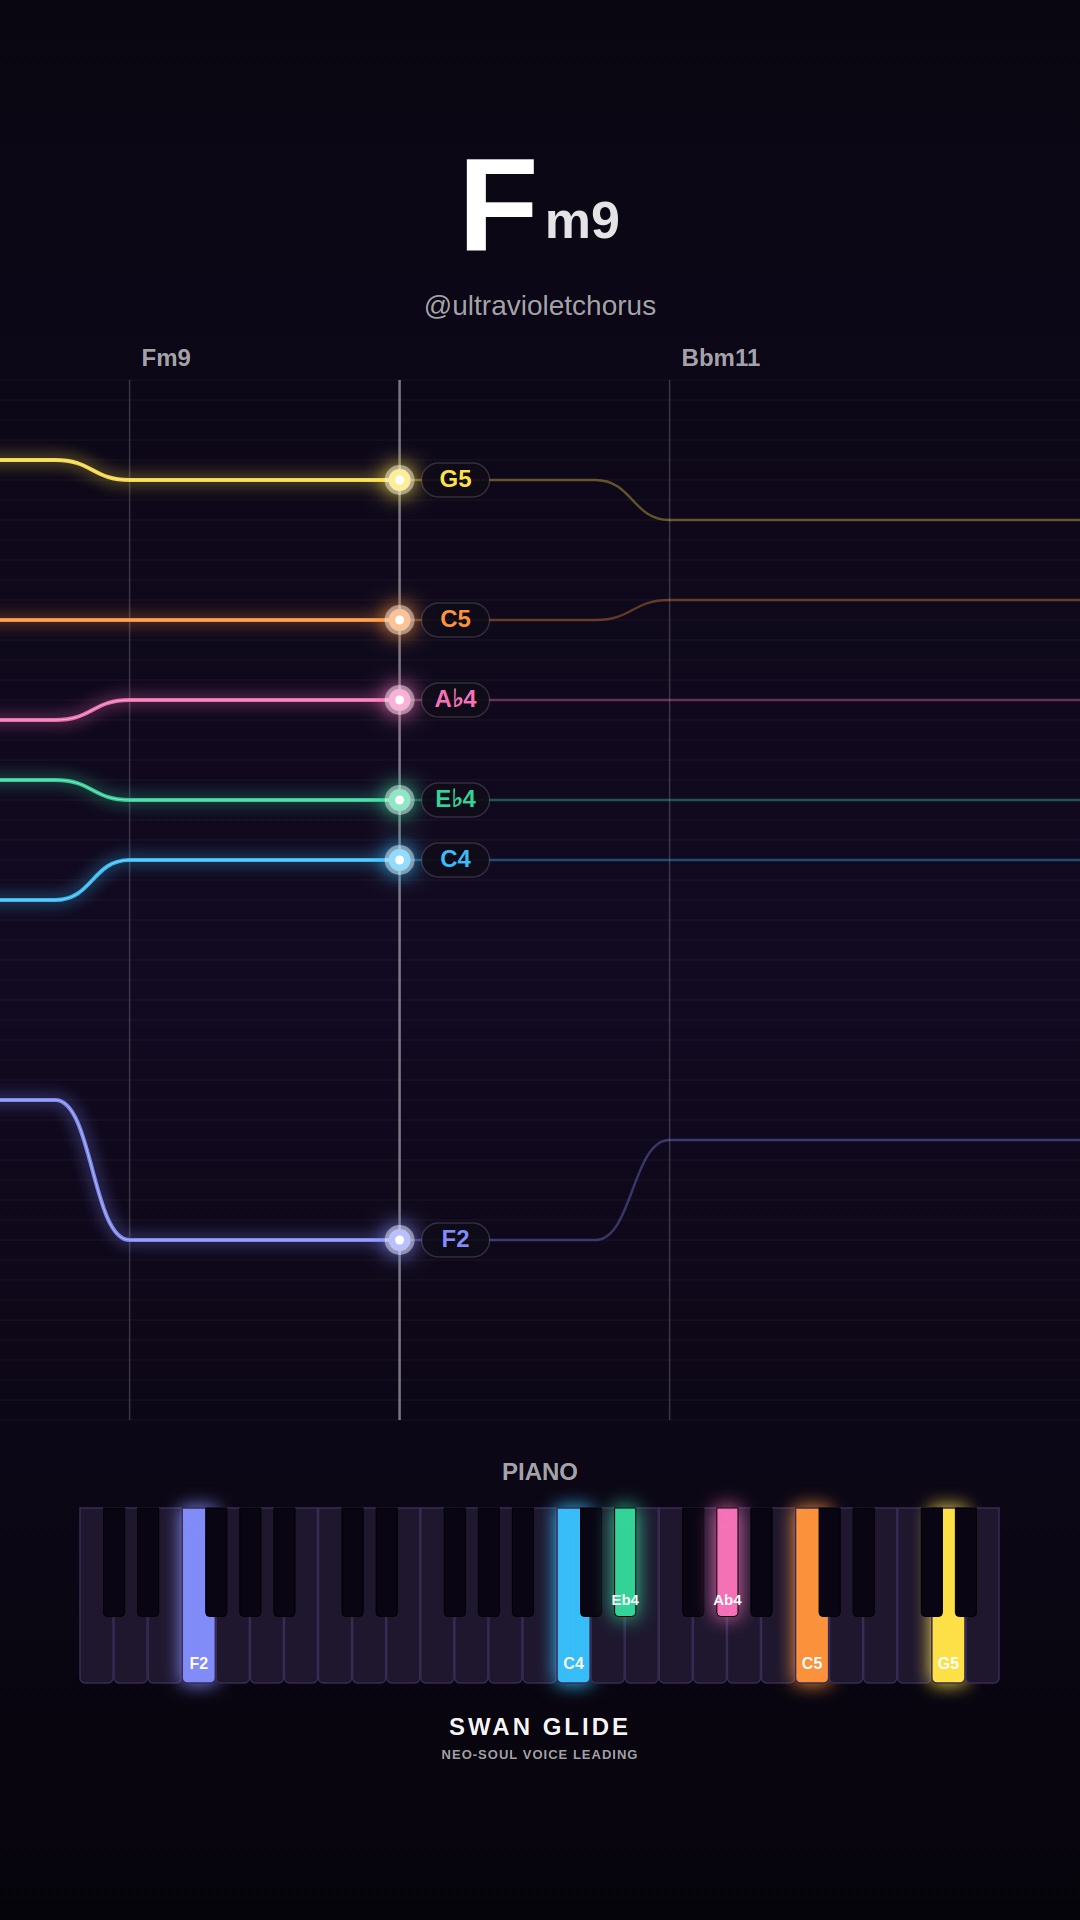 Fm9
@ultravioletchorus
Fm9 Bbm11
G5
C5
A♭4
E♭4
C4
F2
PIANO
Eb4 Ab4
F2 C4 C5 G5
SWAN GLIDE
NEO-SOUL VOICE LEADING